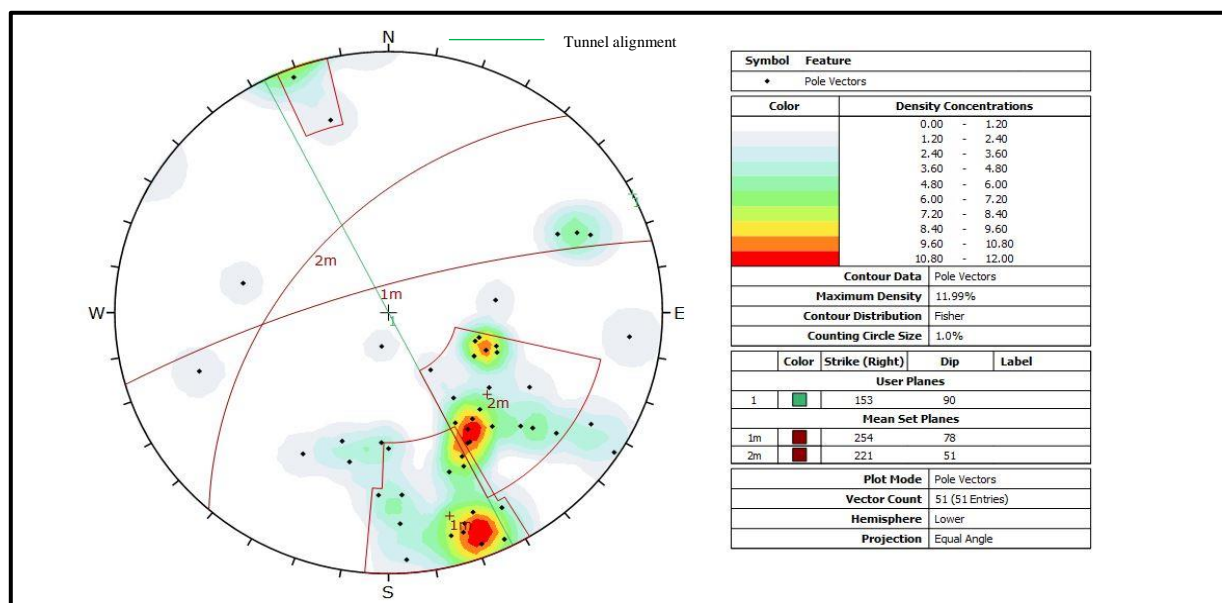 N
Tunnel alignment
W
E
S
2m
1m
1
1
2m
1m
Symbol Feature
Pole Vectors
Color Density Concentrations
0.00 - 1.20
1.20 - 2.40
2.40 - 3.60
3.60 - 4.80
4.80 - 6.00
6.00 - 7.20
7.20 - 8.40
8.40 - 9.60
9.60 - 10.80
10.80 - 12.00
Contour Data Pole Vectors
Maximum Density 11.99%
Contour Distribution Fisher
Counting Circle Size 1.0%
Color Strike (Right) Dip Label
User Planes
1 153 90
Mean Set Planes
1m 254 78
2m 221 51
Plot Mode Pole Vectors
Vector Count 51 (51 Entries)
Hemisphere Lower
Projection Equal Angle